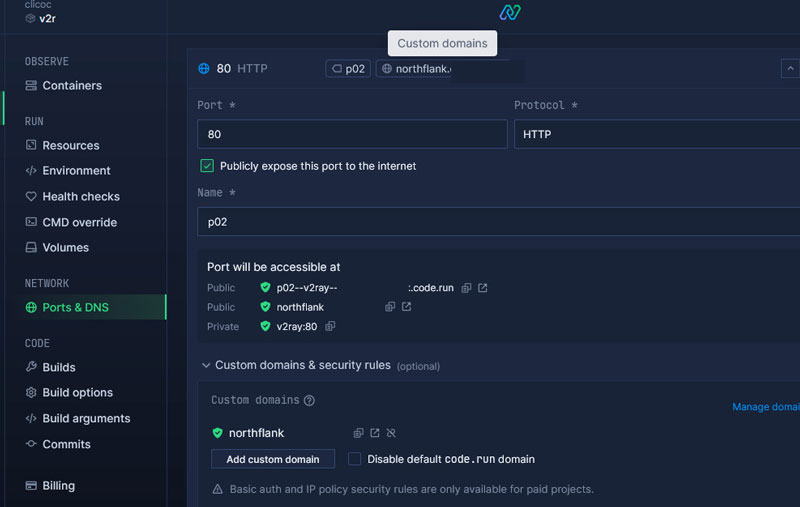 clicoc
v2r
Custom domains
OBSERVE
Containers
RUN
Resources
Environment
Health checks
CMD override
Volumes
NETWORK
Ports & DNS
CODE
Builds
Build options
Build arguments
Commits
Billing
80 HTTP p02 northflank.
Port * Protocol *
80 HTTP
Publicly expose this port to the internet
Name *
p02
Port will be accessible at
Public p02--v2ray-- :.code.run
Public northflank
Private v2ray:80
Custom domains & security rules (optional)
Custom domains
Manage domai
northflank
Add custom domain Disable default code.run domain
Basic auth and IP policy security rules are only available for paid projects.